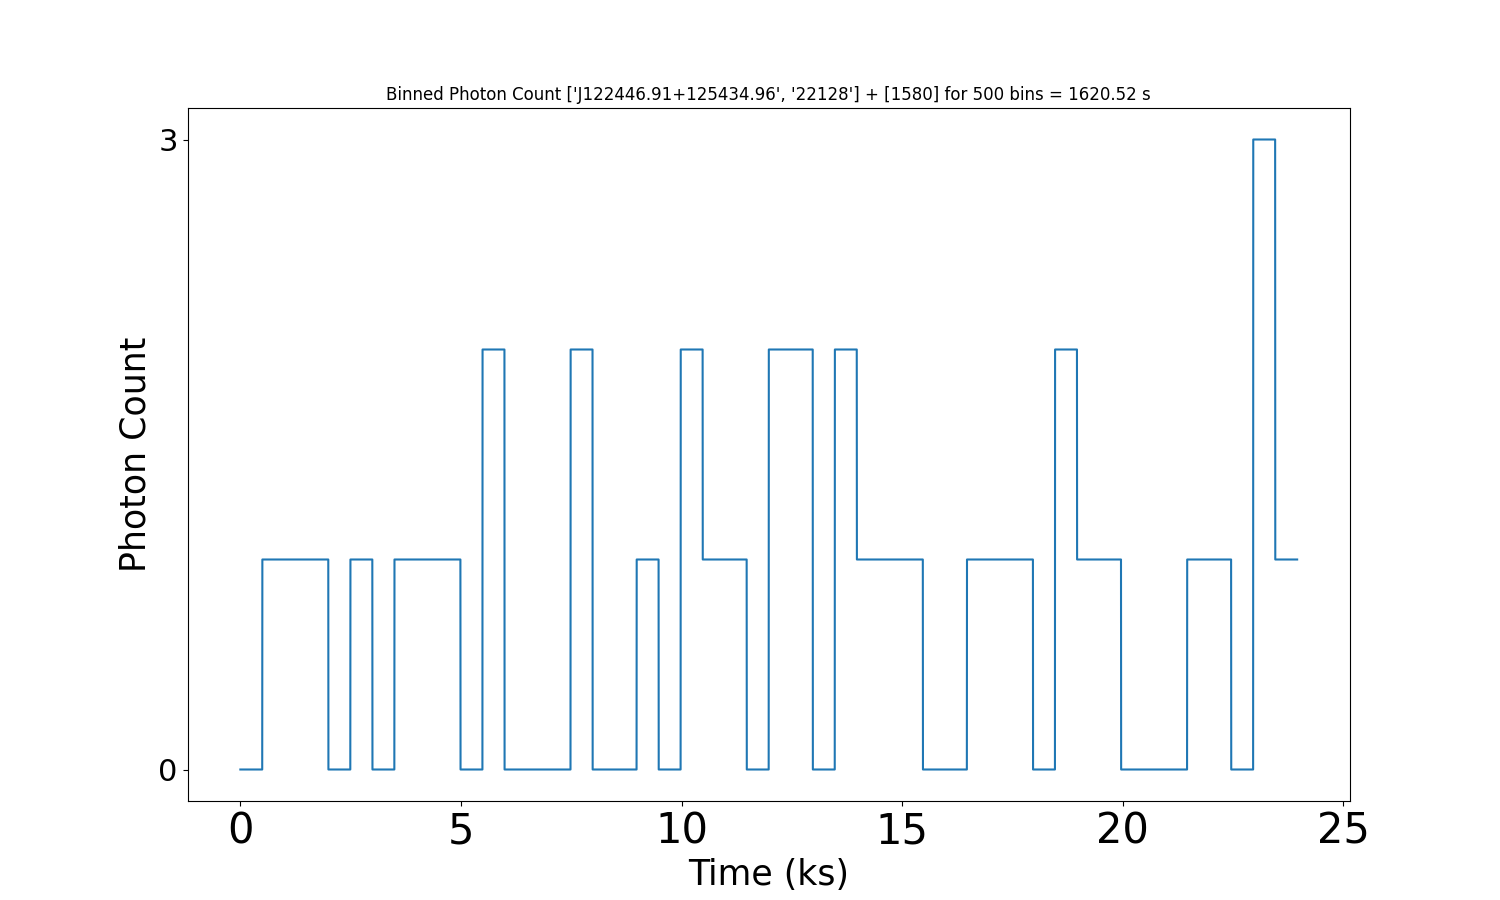 Binned Photon Count ['J122446.91+125434.96', '22128'] + [1580] for 500 bins = 1620.52 s
3
Photon Count
0
0 5 10 15 20 25
Time (ks)